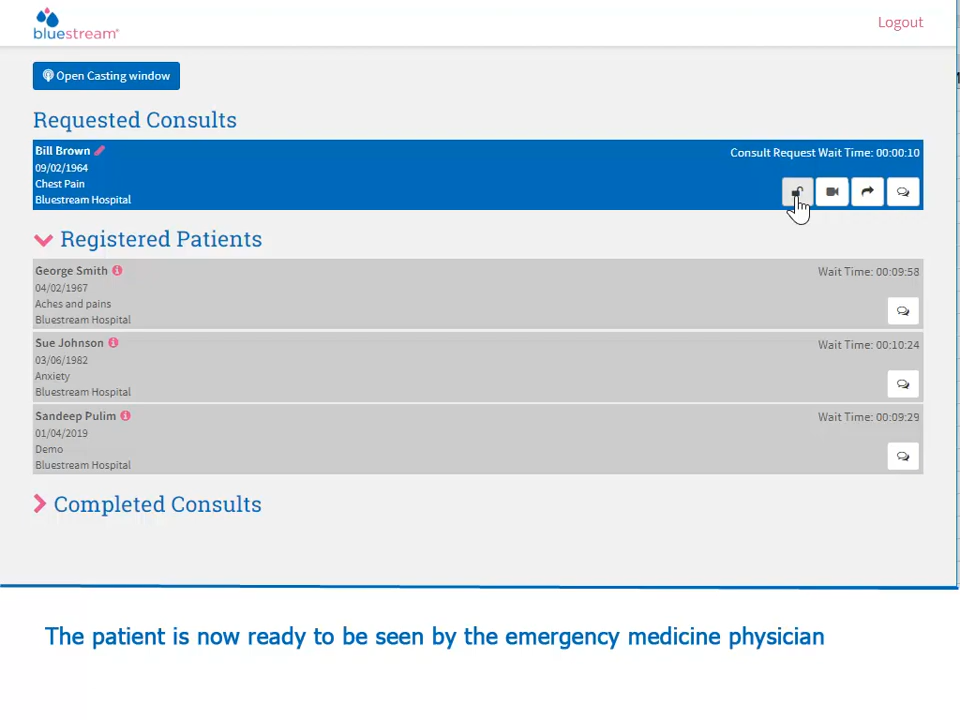 bluestream
Logout
Open Casting window
Requested Consults
Bill Brown
Consult Request Wait Time: 00:00:10
09/02/1964
Chest Pain
Bluestream Hospital
Registered Patients
George Smith
Wait Time: 00:09:58
04/02/1967
Aches and pains
Bluestream Hospital
Sue Johnson
Wait Time: 00:10:24
03/06/1982
Anxiety
Bluestream Hospital
Sandeep Pulim
Wait Time: 00:09:29
01/04/2019
Demo
Bluestream Hospital
Completed Consults
The patient is now ready to be seen by the emergency medicine physician